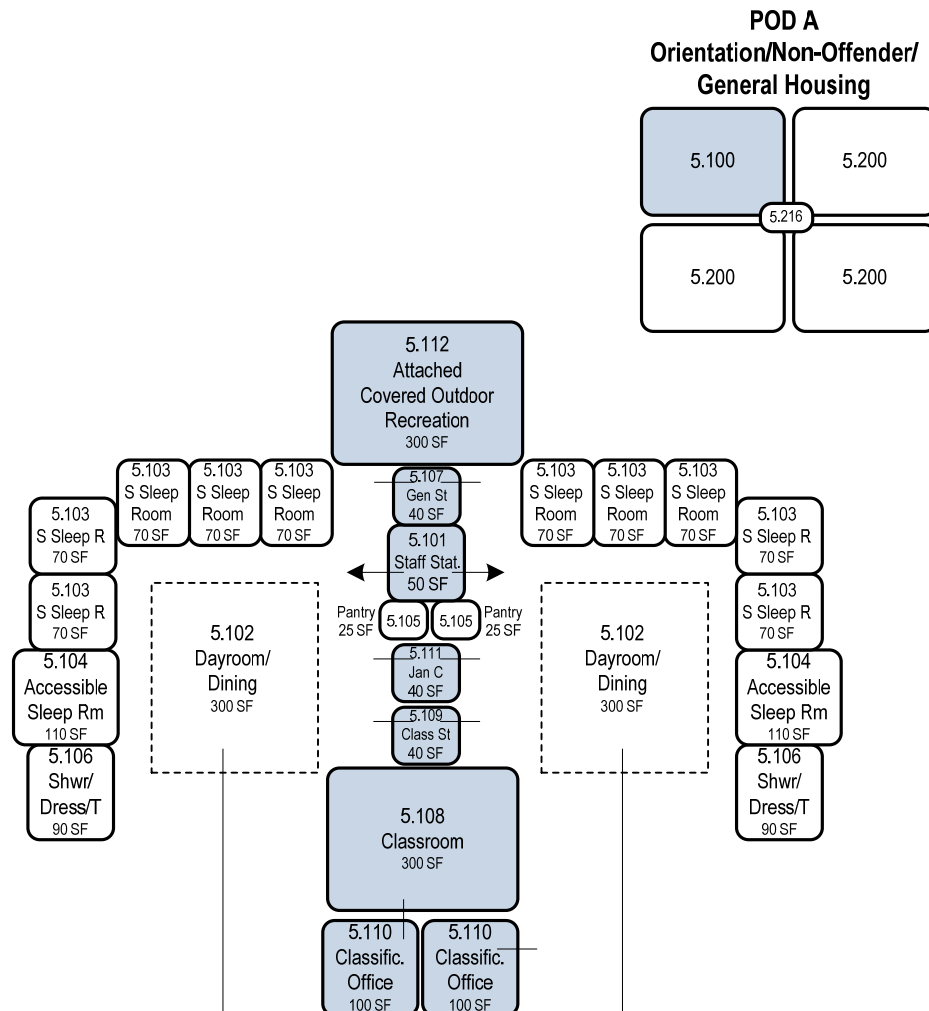 POD A
Orientation/Non-Offender/
General Housing
5.100
5.200
5.216
5.200
5.200
5.112
Attached
Covered Outdoor
Recreation
300 SF
5.103
S Sleep
Room
70 SF
5.103
S Sleep
Room
70 SF
5.103
S Sleep
Room
70 SF
5.107
Gen St
40 SF
5.103
S Sleep
Room
70 SF
5.103
S Sleep
Room
70 SF
5.103
S Sleep
Room
70 SF
5.103
S Sleep R
70 SF
5.101
Staff Stat.
50 SF
5.103
S Sleep R
70 SF
5.103
S Sleep R
70 SF
Pantry
25 SF
5.105
5.105
Pantry
25 SF
5.103
S Sleep R
70 SF
5.102
Dayroom/
Dining
300 SF
5.102
Dayroom/
Dining
300 SF
5.104
Accessible
Sleep Rm
110 SF
5.111
Jan C
40 SF
5.104
Accessible
Sleep Rm
110 SF
5.109
Class St
40 SF
5.106
Shwr/
Dress/T
90 SF
5.106
Shwr/
Dress/T
90 SF
5.108
Classroom
300 SF
5.110
Classific.
Office
100 SF
5.110
Classific.
Office
100 SF